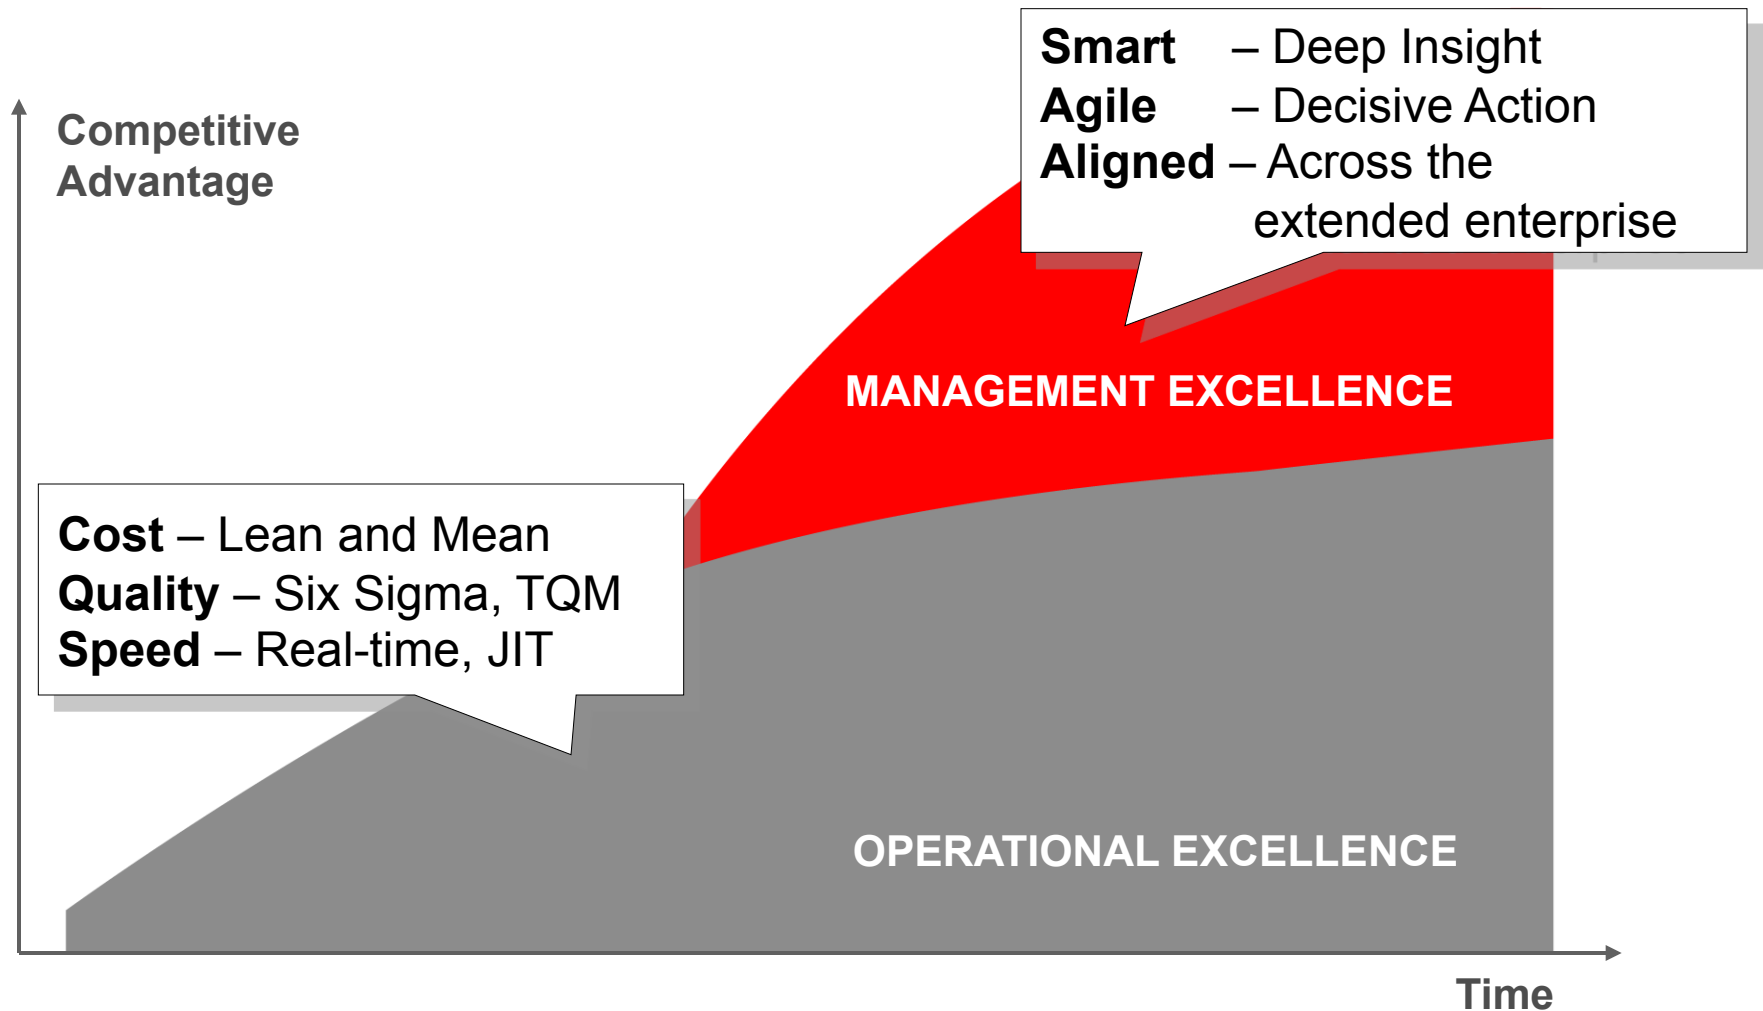 Competitive
Advantage
Smart – Deep Insight
Agile – Decisive Action
Aligned – Across the
extended enterprise
MANAGEMENT EXCELLENCE
Cost – Lean and Mean
Quality – Six Sigma, TQM
Speed – Real-time, JIT
OPERATIONAL EXCELLENCE
Time